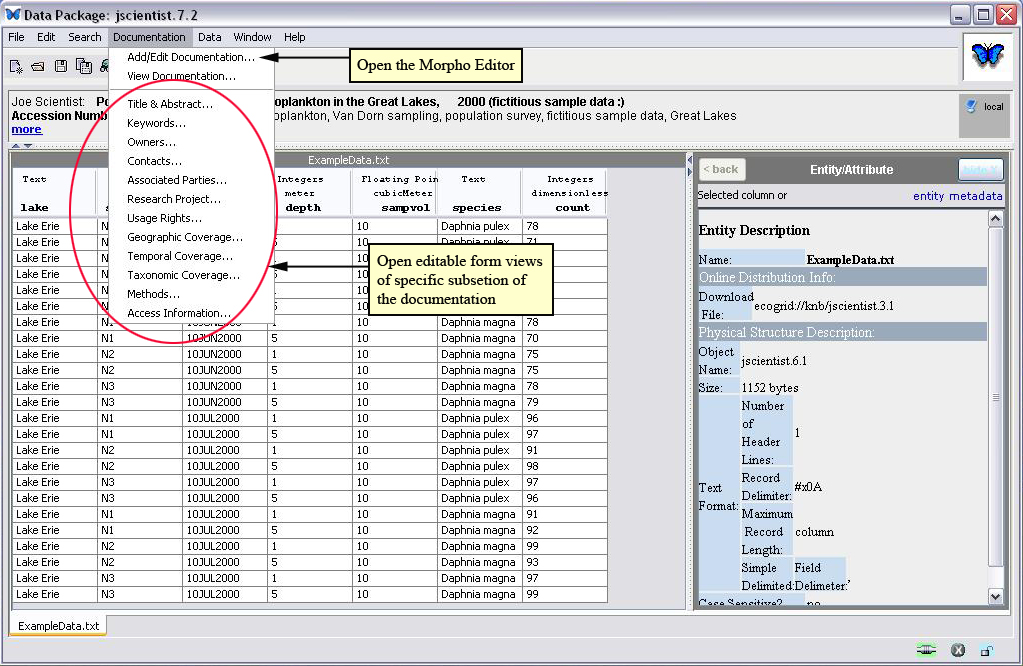 Data Package: jscientist.7.2
File Edit Search Documentation Data Window Help
Add/Edit Documentation...
View Documentation...
Title & Abstract...
Keywords...
Owners...
Contacts...
Associated Parties...
Research Project...
Usage Rights...
Geographic Coverage...
Temporal Coverage...
Taxonomic Coverage...
Methods...
Access Information...
Open the Morpho Editor
Open editable form views
of specific subsetion of
the documentation
Joe Scientist: oplankton in the Great Lakes, 2000 (fictitious sample data :)
Accession Numb oplankton, Van Dorn sampling, population survey, fictitious sample data, Great Lakes
more
local
ExampleData.txt
Text Integers Floating Poin Text Integers
meter cubicMeter dimensionless
lake depth sampvol species count
Lake Erie 10 Daphnia pulex 78
Lake Erie 71
Lake Erie
Lake Erie
Lake Erie
Lake Erie
Lake Erie N1 10JUN2000 1 10 Daphnia magna 78
Lake Erie N1 10JUN2000 5 10 Daphnia magna 70
Lake Erie N2 10JUN2000 1 10 Daphnia magna 75
Lake Erie N2 10JUN2000 5 10 Daphnia magna 75
Lake Erie N3 10JUN2000 1 10 Daphnia magna 78
Lake Erie N3 10JUN2000 5 10 Daphnia magna 79
Lake Erie N1 10JUL2000 1 10 Daphnia pulex 96
Lake Erie N1 10JUL2000 5 10 Daphnia pulex 97
Lake Erie N2 10JUL2000 1 10 Daphnia pulex 91
Lake Erie N2 10JUL2000 5 10 Daphnia pulex 98
Lake Erie N3 10JUL2000 1 10 Daphnia pulex 97
Lake Erie N3 10JUL2000 5 10 Daphnia pulex 96
Lake Erie N1 10JUL2000 1 10 Daphnia magna 91
Lake Erie N1 10JUL2000 5 10 Daphnia magna 92
Lake Erie N2 10JUL2000 1 10 Daphnia magna 99
Lake Erie N2 10JUL2000 5 10 Daphnia magna 93
Lake Erie N3 10JUL2000 1 10 Daphnia magna 97
Lake Erie N3 10JUL2000 5 10 Daphnia magna 99
ExampleData.txt
< back Entity/Attribute
Selected column or entity metadata
Entity Description
Name: ExampleData.txt
Online Distribution Info:
Download
File: ecogrid://knb/jscientist.3.1
Physical Structure Description:
Object
Name: jscientist.6.1
Size: 1152 bytes
Text
Format:
Number
of
Header
Lines: 1
Record
Delimiter: #x0A
Maximum
Record
Length: column
Simple
Delimited:
Field
Delimeter: '
Case Sensitive? no